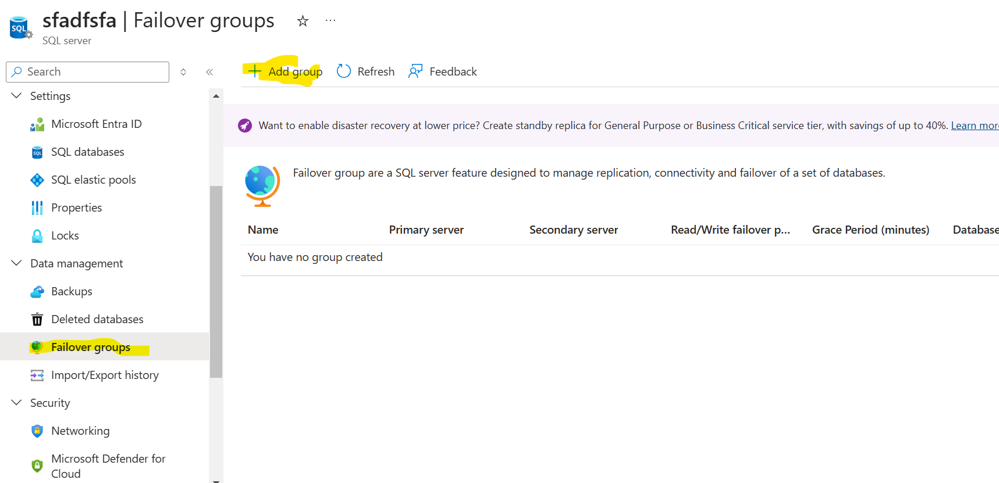 sfadfsfa | Failover groups
SQL
SQL server
Search
Add group
Refresh
Feedback
Settings
Microsoft Entra ID
SQL databases
SQL elastic pools
Properties
Locks
Data management
Backups
Deleted databases
Failover groups
Import/Export history
Security
Networking
Microsoft Defender for
Cloud
Want to enable disaster recovery at lower price? Create standby replica for General Purpose or Business Critical service tier, with savings of up to 40%. Learn more
Failover group are a SQL server feature designed to manage replication, connectivity and failover of a set of databases.
Name Primary server Secondary server Read/Write failover p... Grace Period (minutes) Database
You have no group created